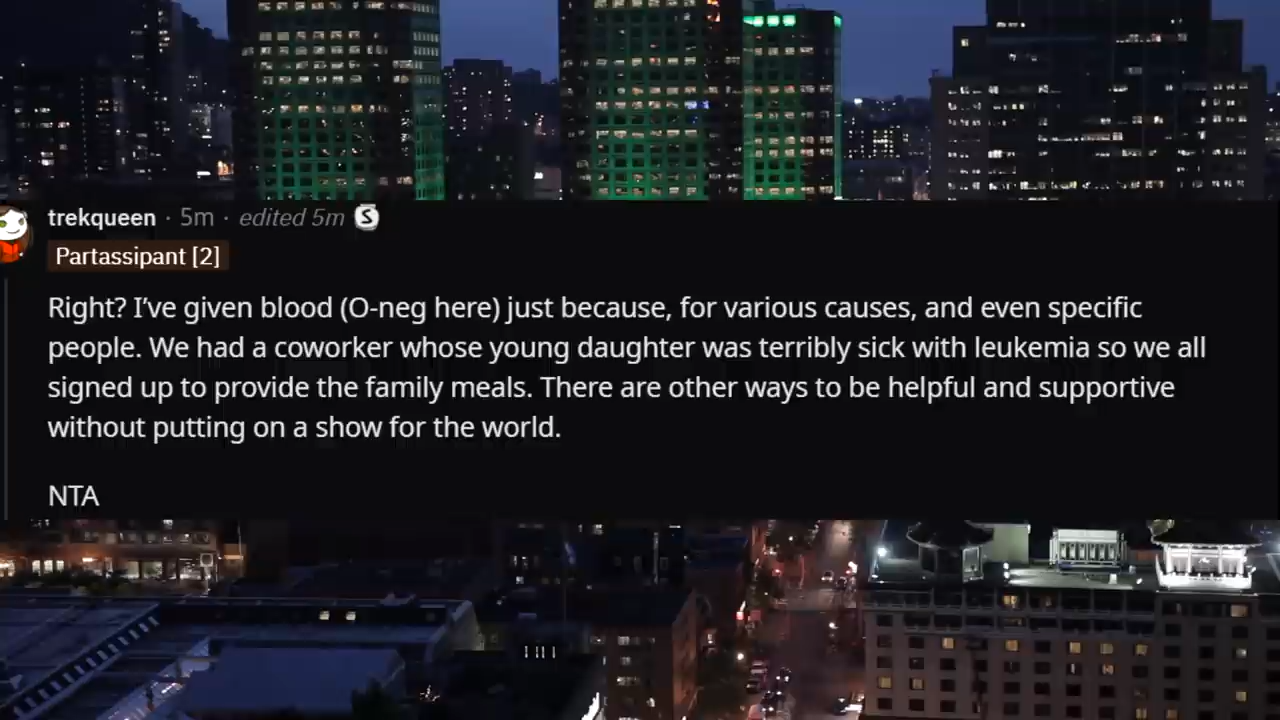 trekqueen · 5m · edited 5m S
Partassipant [2]
Right? I’ve given blood (O-neg here) just because, for various causes, and even specific
people. We had a coworker whose young daughter was terribly sick with leukemia so we all
signed up to provide the family meals. There are other ways to be helpful and supportive
without putting on a show for the world.
NTA